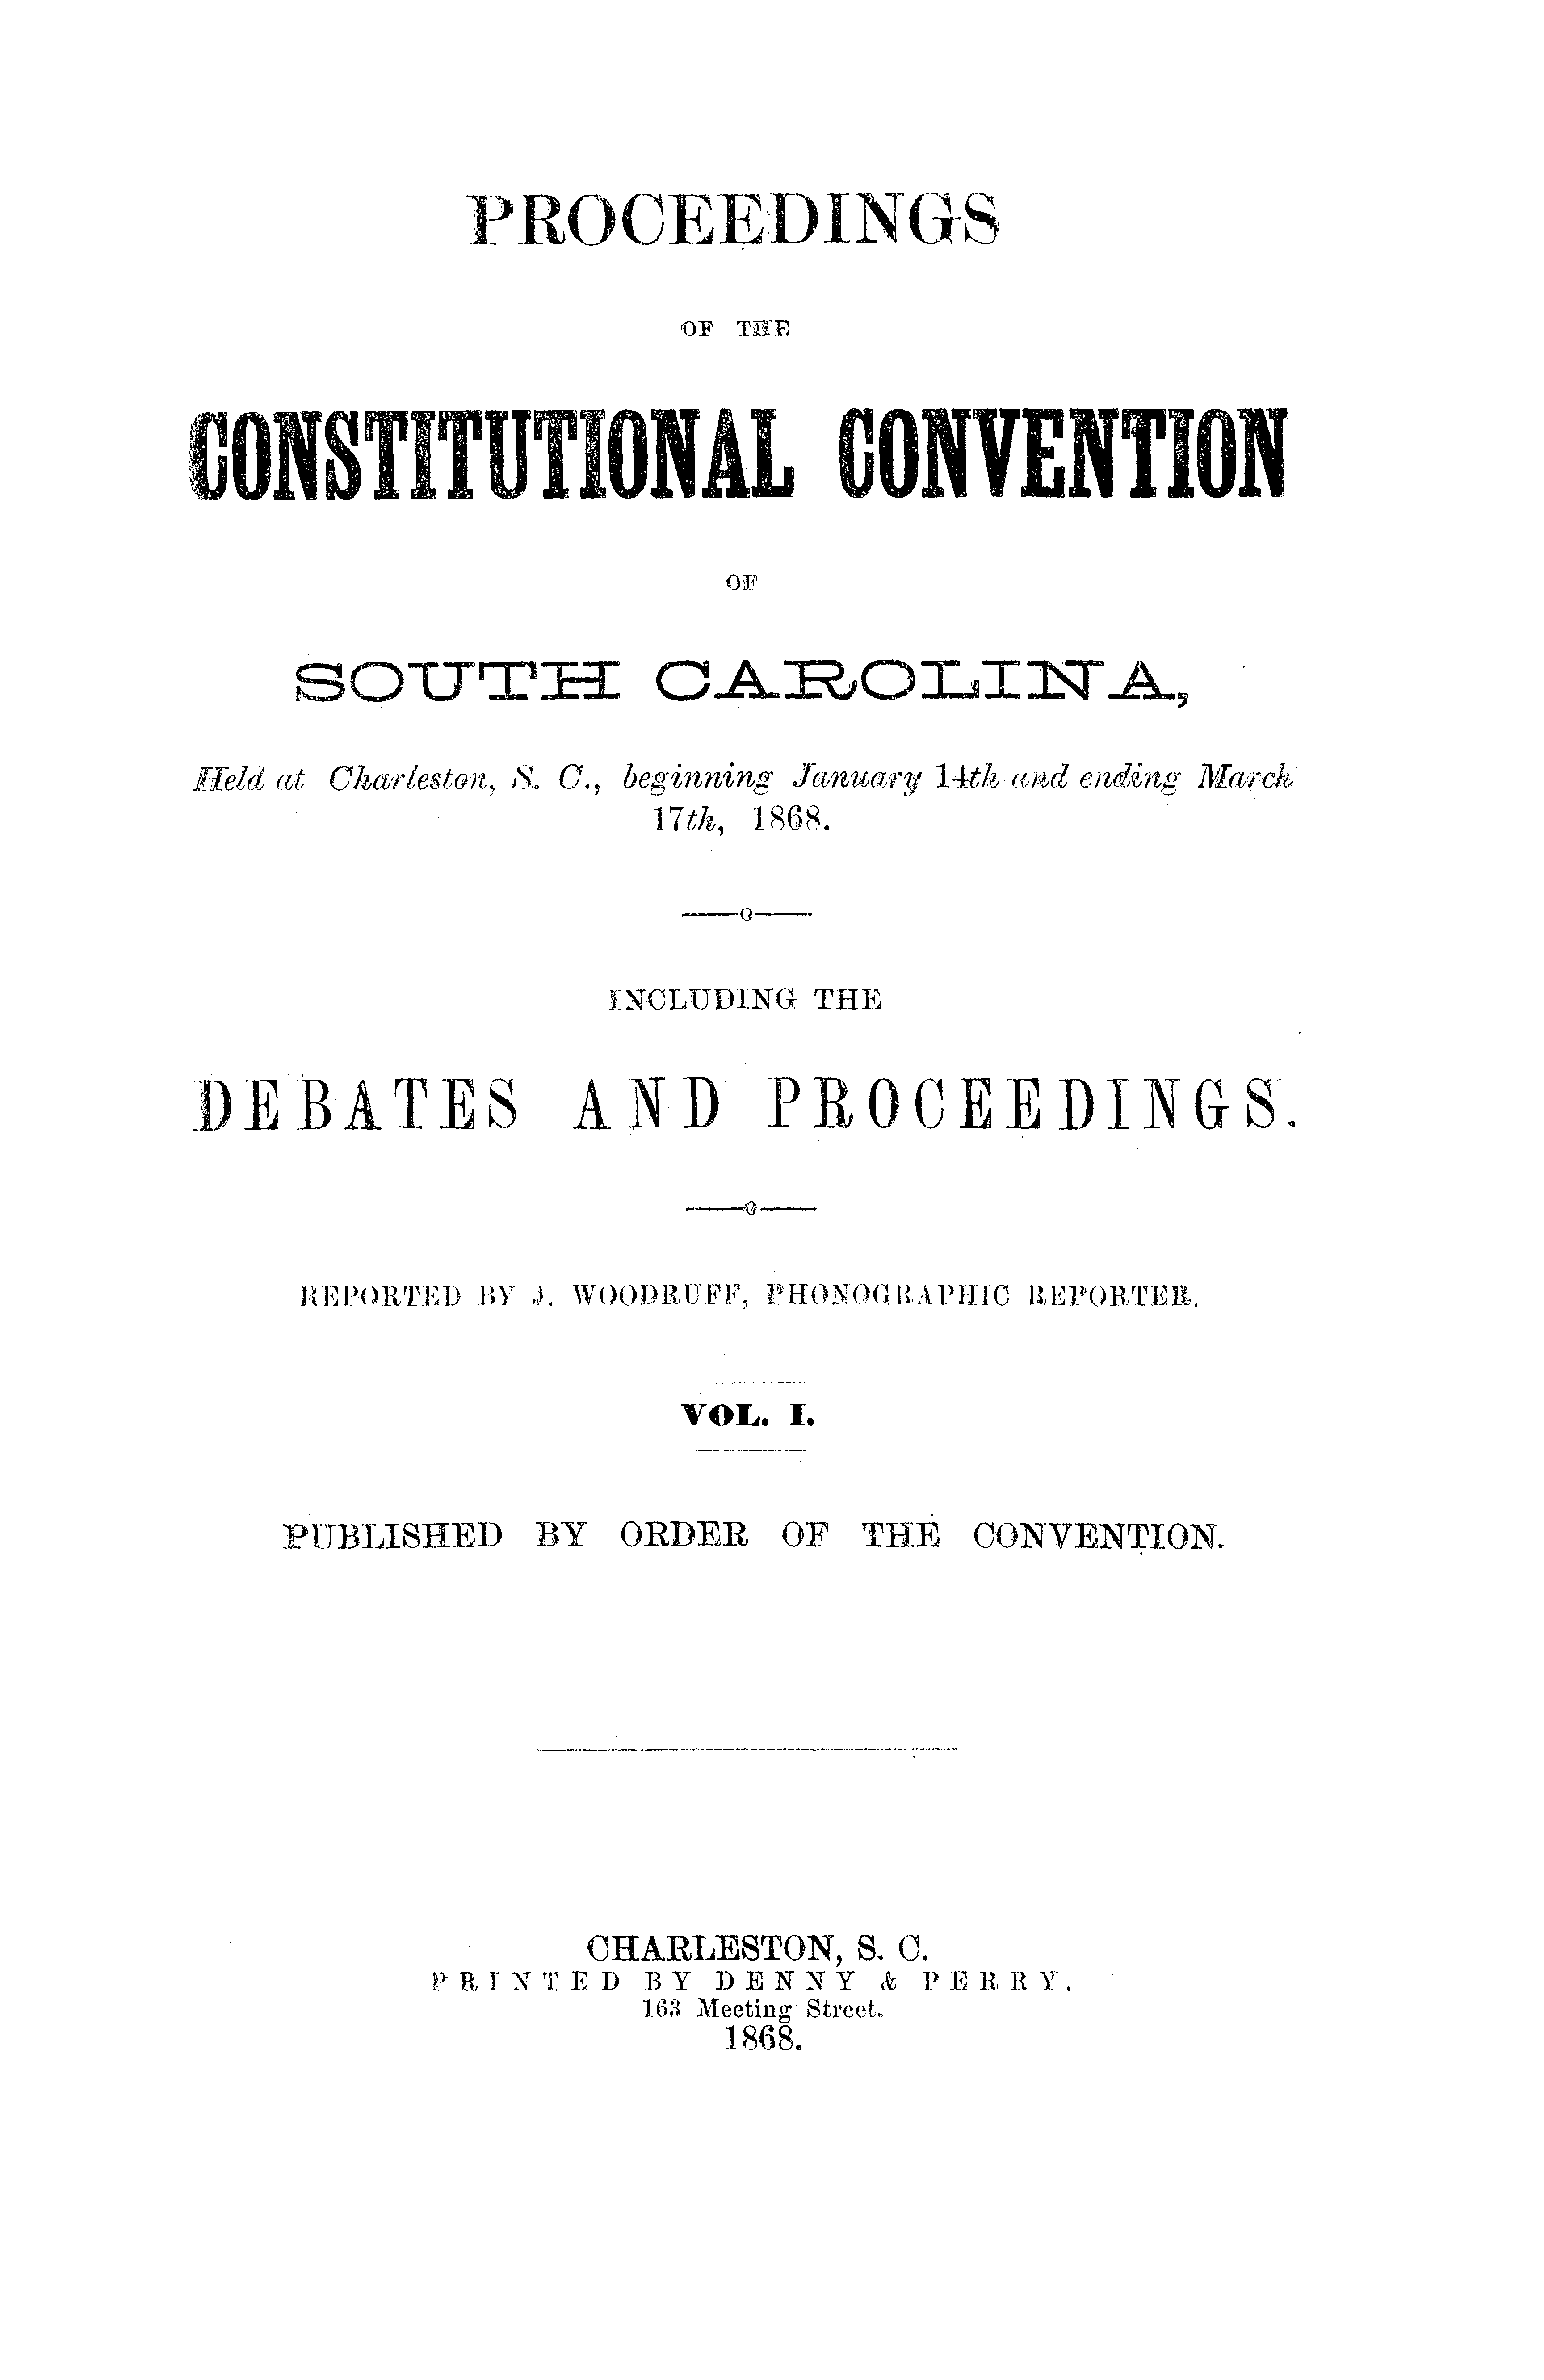 PROCEEDINGS
OF THE
CONSTITUTIONAL CONVENTION
OF
SOUTH CAROLINA,
Held at Charleston, S. C., beginning January 14th and ending March
17th, 1868.
INCLUDING THE
DEBATES AND PROCEEDINGS.
REPORTED BY J. WOODRUFF, PHONOGRAPHIC REPORTER.
VOL. I.
PUBLISHED BY ORDER OF THE CONVENTION.
CHARLESTON, S. C.
PRINTED BY DENNY & PERRY.
163 Meeting Street.
1868.